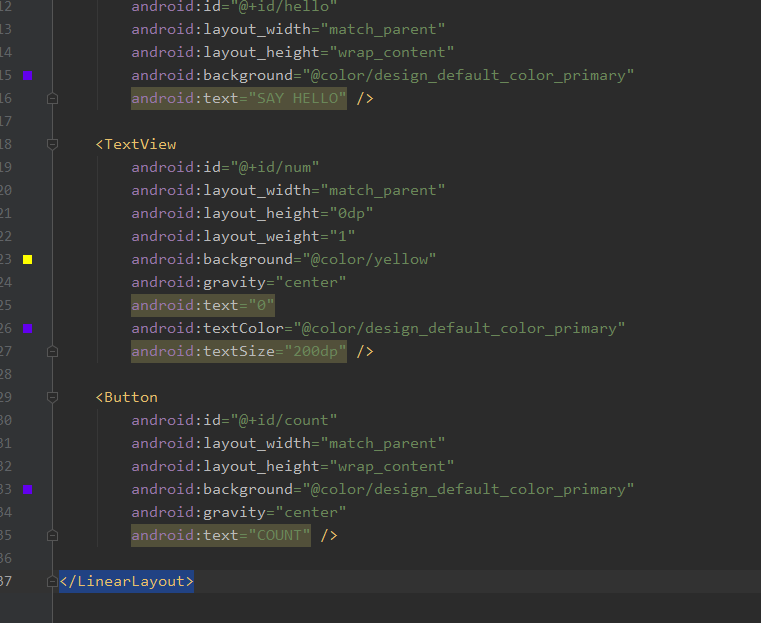 12 android:id="@+id/hello"
13 android:layout_width="match_parent"
14 android:layout_height="wrap_content"
15 android:background="@color/design_default_color_primary"
16 android:text="SAY HELLO" />
17
18 <TextView
19 android:id="@+id/num"
20 android:layout_width="match_parent"
21 android:layout_height="0dp"
22 android:layout_weight="1"
23 android:background="@color/yellow"
24 android:gravity="center"
25 android:text="0"
26 android:textColor="@color/design_default_color_primary"
27 android:textSize="200dp" />
28
29 <Button
30 android:id="@+id/count"
31 android:layout_width="match_parent"
32 android:layout_height="wrap_content"
33 android:background="@color/design_default_color_primary"
34 android:gravity="center"
35 android:text="COUNT" />
36
37 </LinearLayout>